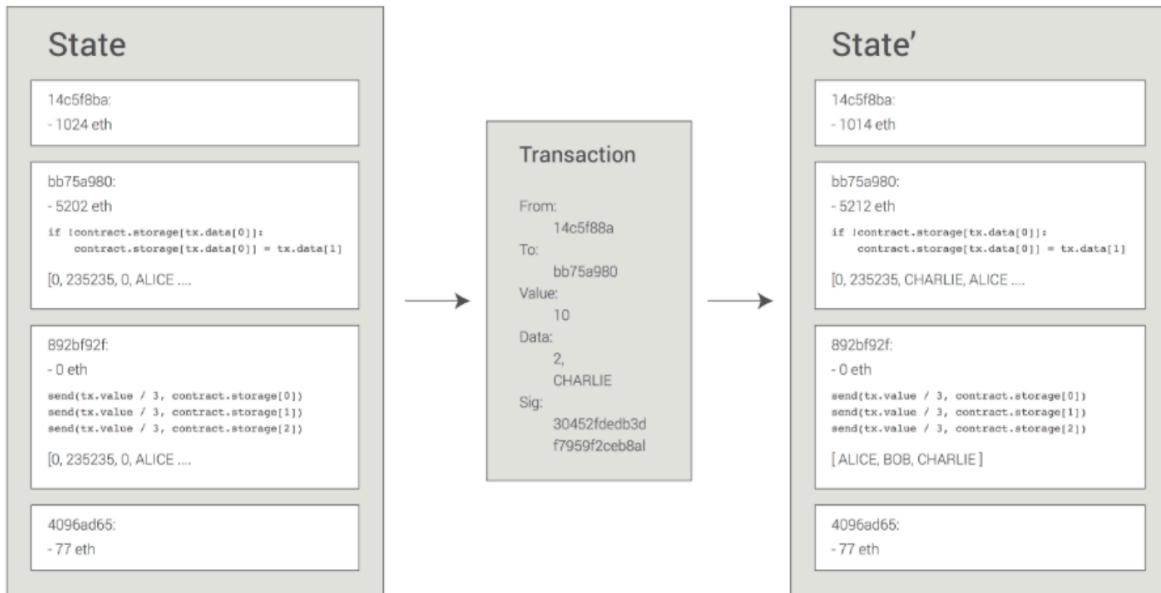 State
14c5f8ba:
- 1024 eth
bb75a980:
- 5202 eth
if !contract.storage[tx.data[0]]:
contract.storage[tx.data[0]] = tx.data[1]
[0, 235235, 0, ALICE ....
892bf92f:
- 0 eth
send(tx.value / 3, contract.storage[0])
send(tx.value / 3, contract.storage[1])
send(tx.value / 3, contract.storage[2])
[0, 235235, 0, ALICE ....
4096ad65:
- 77 eth
Transaction
From:
14c5f88a
To:
bb75a980
Value:
10
Data:
2,
CHARLIE
Sig:
30452fdedb3d
f7959f2ceb8al
State’
14c5f8ba:
- 1014 eth
bb75a980:
- 5212 eth
if !contract.storage[tx.data[0]]:
contract.storage[tx.data[0]] = tx.data[1]
[0, 235235, CHARLIE, ALICE ....
892bf92f:
- 0 eth
send(tx.value / 3, contract.storage[0])
send(tx.value / 3, contract.storage[1])
send(tx.value / 3, contract.storage[2])
[ ALICE, BOB, CHARLIE ]
4096ad65:
- 77 eth